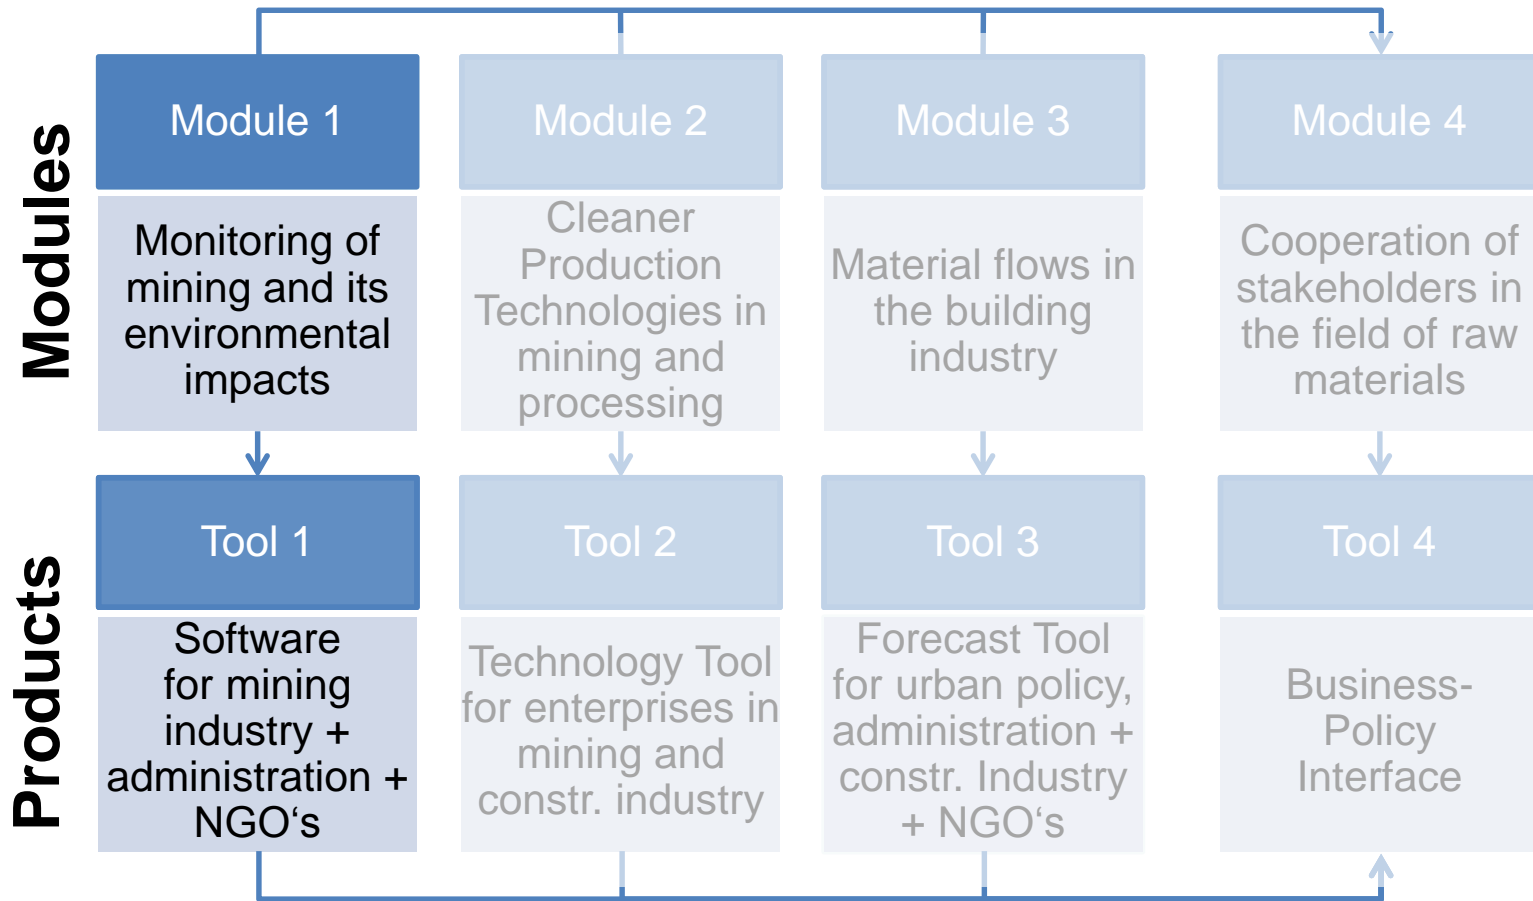 Modules
Module 1
Monitoring of
mining and its
environmental
impacts
Module 2
Cleaner
Production
Technologies in
mining and
processing
Module 3
Material flows in
the building
industry
Module 4
Cooperation of
stakeholders in
the field of raw
materials
Products
Tool 1
Software
for mining
industry +
administration +
NGO‘s
Tool 2
Technology Tool
for enterprises in
mining and
constr. industry
Tool 3
Forecast Tool
for urban policy,
administration +
constr. Industry
+ NGO‘s
Tool 4
Business-
Policy
Interface